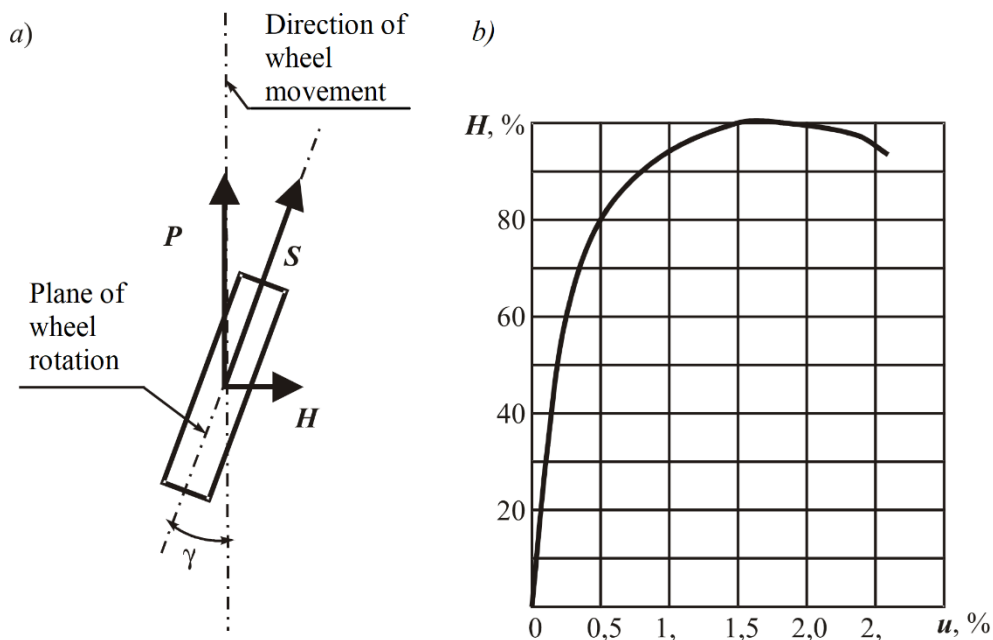 a)
Direction of
wheel
movement
P
S
Plane of
wheel
rotation
H
γ
b)
H, %
80
60
40
20
0 0,5 1, 1,5 2,0 2, u, %